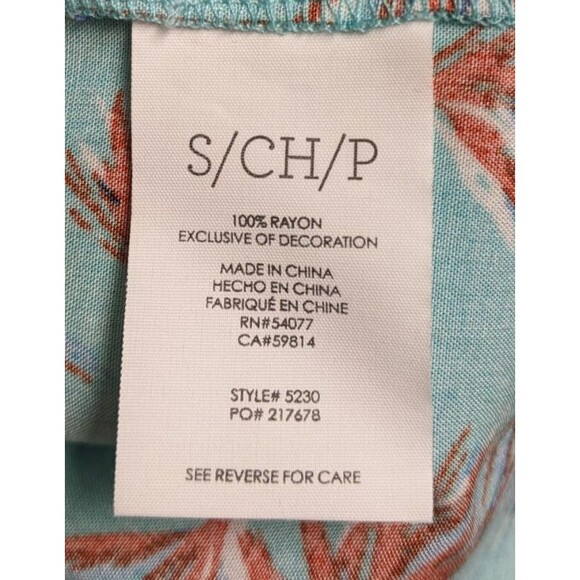 S/CH/P
100% RAYON
EXCLUSIVE OF DECORATION
MADE IN CHINA
HECHO EN CHINA
FABRIQUÉ EN CHINE
RN#54077
CA#59814
STYLE# 5230
PO# 217678
SEE REVERSE FOR CARE